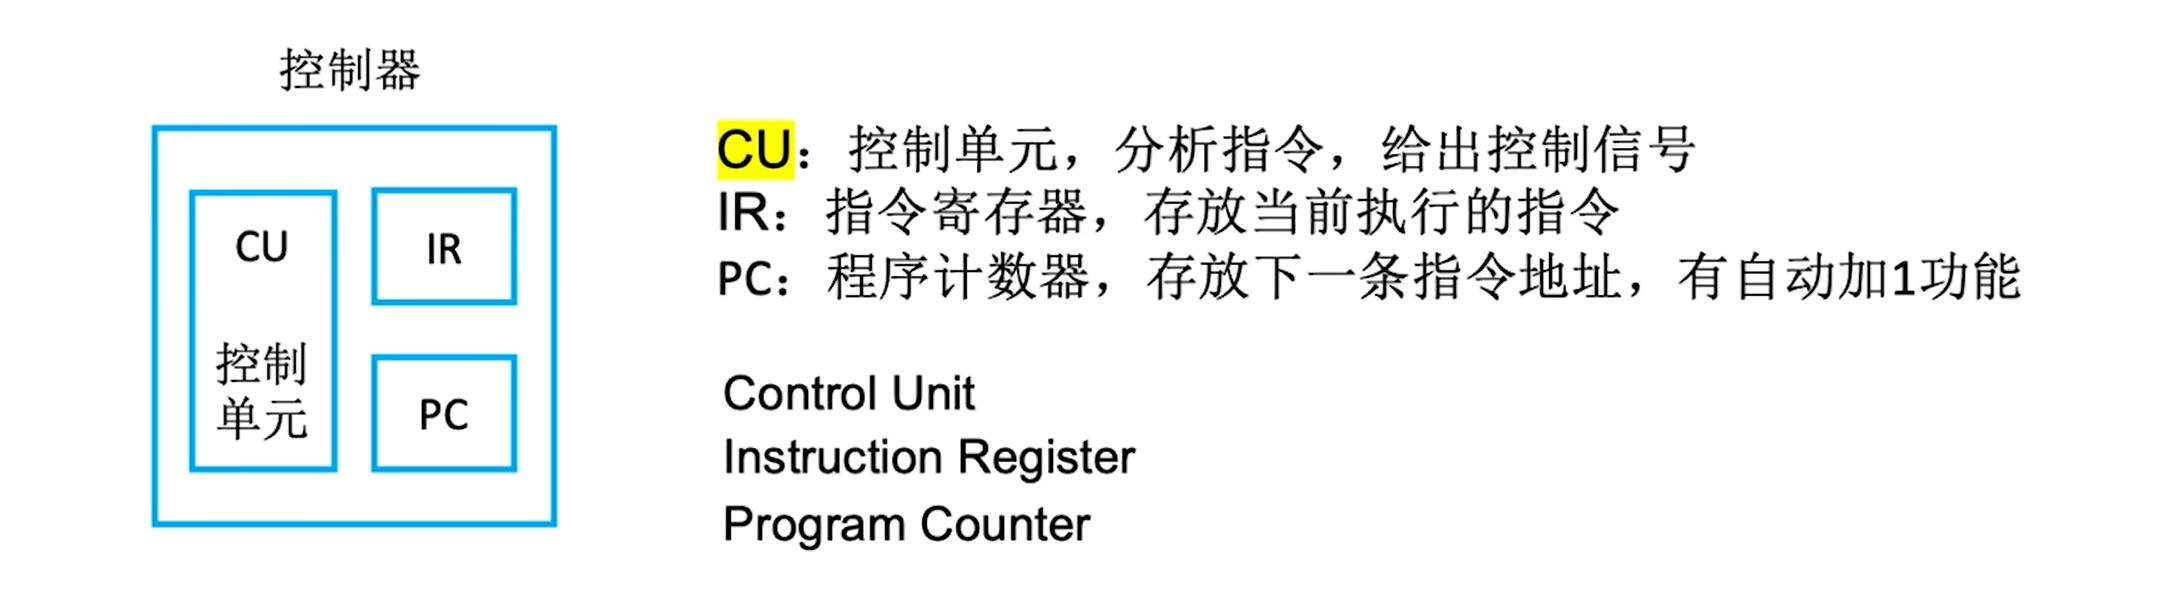 控制器
CU
控制
单元
IR
PC
CU：控制单元，分析指令，给出控制信号
IR：指令寄存器，存放当前执行的指令
PC：程序计数器，存放下一条指令地址，有自动加1功能
Control Unit
Instruction Register
Program Counter